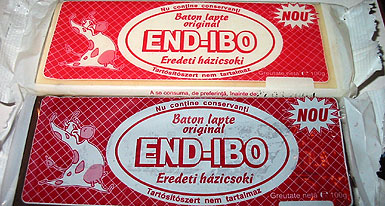 Nu conține conservanți
NOU
Baton lapte
original
END-IBO
Eredeti házicsoki
Tartósítószert nem tartalmaz
Greutate netă ℮ 100g
A se consuma, de preferință, înainte de:
Nu conține conservanți
NOU
Baton lapte
original
END-IBO
Eredeti házicsoki
Tartósítószert nem tartalmaz
Greutate netă ℮ 100g